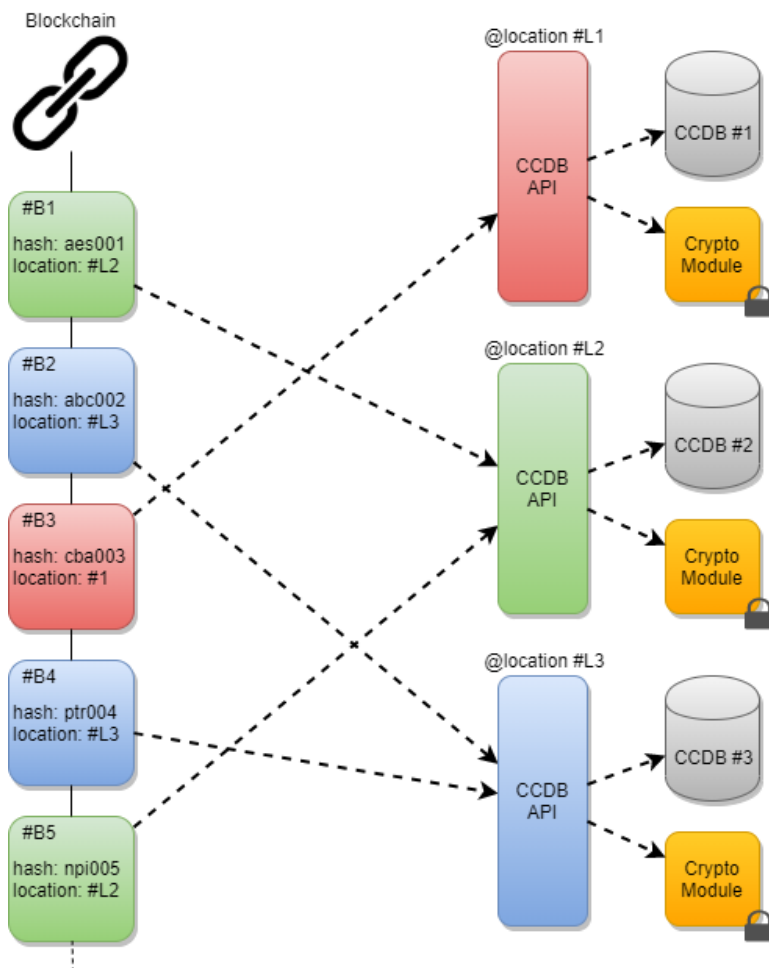 Blockchain
#B1
hash: aes001
location: #L2
#B2
hash: abc002
location: #L3
#B3
hash: cba003
location: #1
#B4
hash: ptr004
location: #L3
#B5
hash: npi005
location: #L2
@location #L1
CCDB
API
CCDB #1
Crypto
Module
@location #L2
CCDB
API
CCDB #2
Crypto
Module
@location #L3
CCDB
API
CCDB #3
Crypto
Module